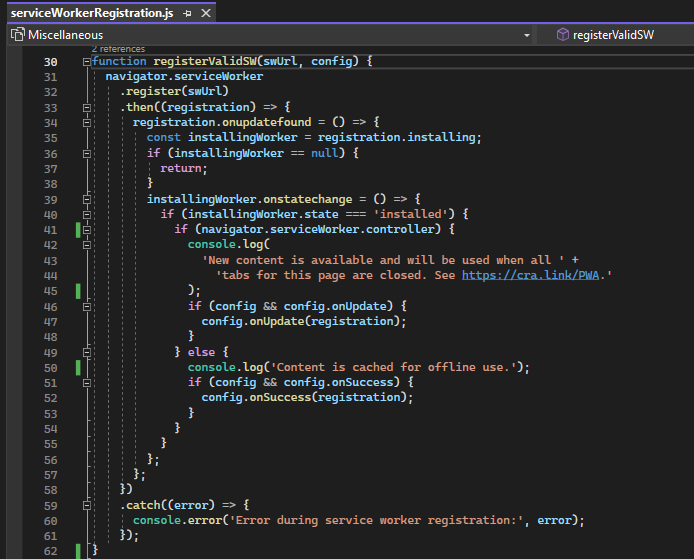 serviceWorkerRegistration.js
Miscellaneous registerValidSW
2 references
30 function registerValidSW(swUrl, config) {
31   navigator.serviceWorker
32     .register(swUrl)
33     .then((registration) => {
34       registration.onupdatefound = () => {
35         const installingWorker = registration.installing;
36         if (installingWorker == null) {
37           return;
38         }
39         installingWorker.onstatechange = () => {
40           if (installingWorker.state === 'installed') {
41             if (navigator.serviceWorker.controller) {
42               console.log(
43                 'New content is available and will be used when all ' +
44                   'tabs for this page are closed. See https://cra.link/PWA.'
45               );
46               if (config && config.onUpdate) {
47                 config.onUpdate(registration);
48               }
49             } else {
50               console.log('Content is cached for offline use.');
51               if (config && config.onSuccess) {
52                 config.onSuccess(registration);
53               }
54             }
55           }
56         };
57       };
58     })
59     .catch((error) => {
60       console.error('Error during service worker registration:', error);
61     });
62 }